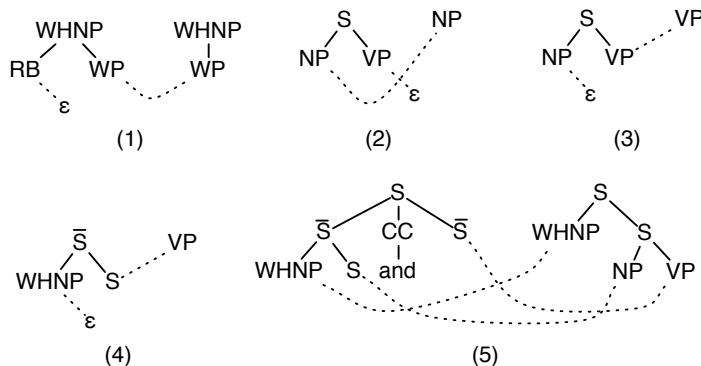 WHNP WHNP S NP S VP
RB WP WP NP VP NP VP
ε ε ε
(1) (2) (3)
S̄ VP S S
S̄ CC S̄ WHNP S
WHNP S WHNP S and NP VP
ε
(4) (5)